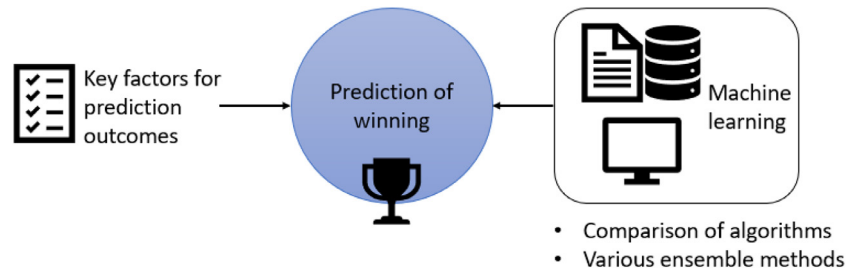 Key factors for
prediction
outcomes
Prediction of
winning
Machine
learning
• Comparison of algorithms
• Various ensemble methods